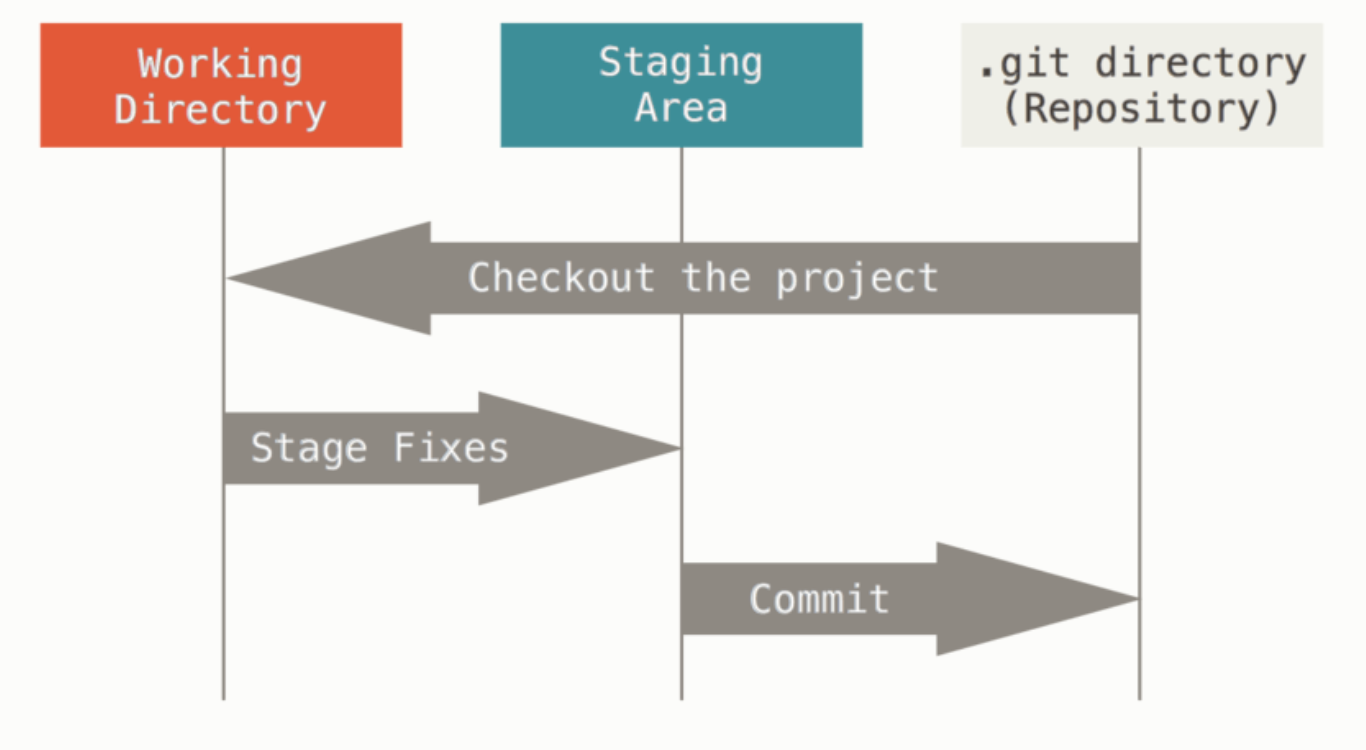 Working
Directory
Staging
Area
.git directory
(Repository)
Checkout the project
Stage Fixes
Commit